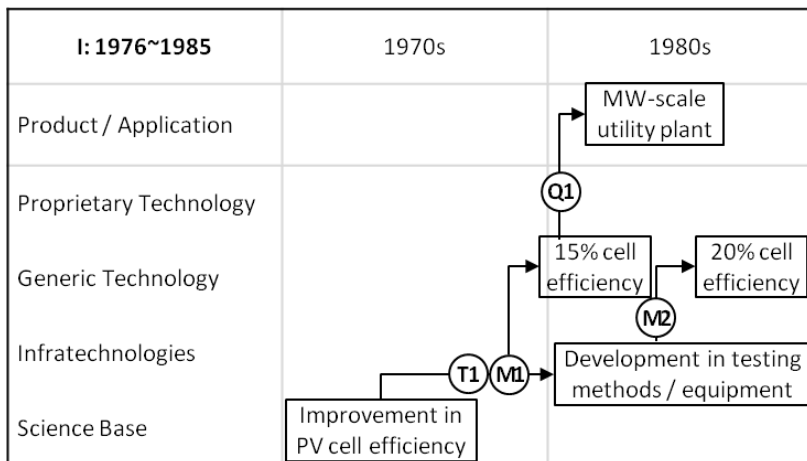 I: 1976~1985
1970s
1980s
Product / Application
MW-scale
utility plant
Proprietary Technology
Q1
Generic Technology
15% cell
efficiency
20% cell
efficiency
M2
Infratechnologies
T1
M1
Development in testing
methods / equipment
Science Base
Improvement in
PV cell efficiency